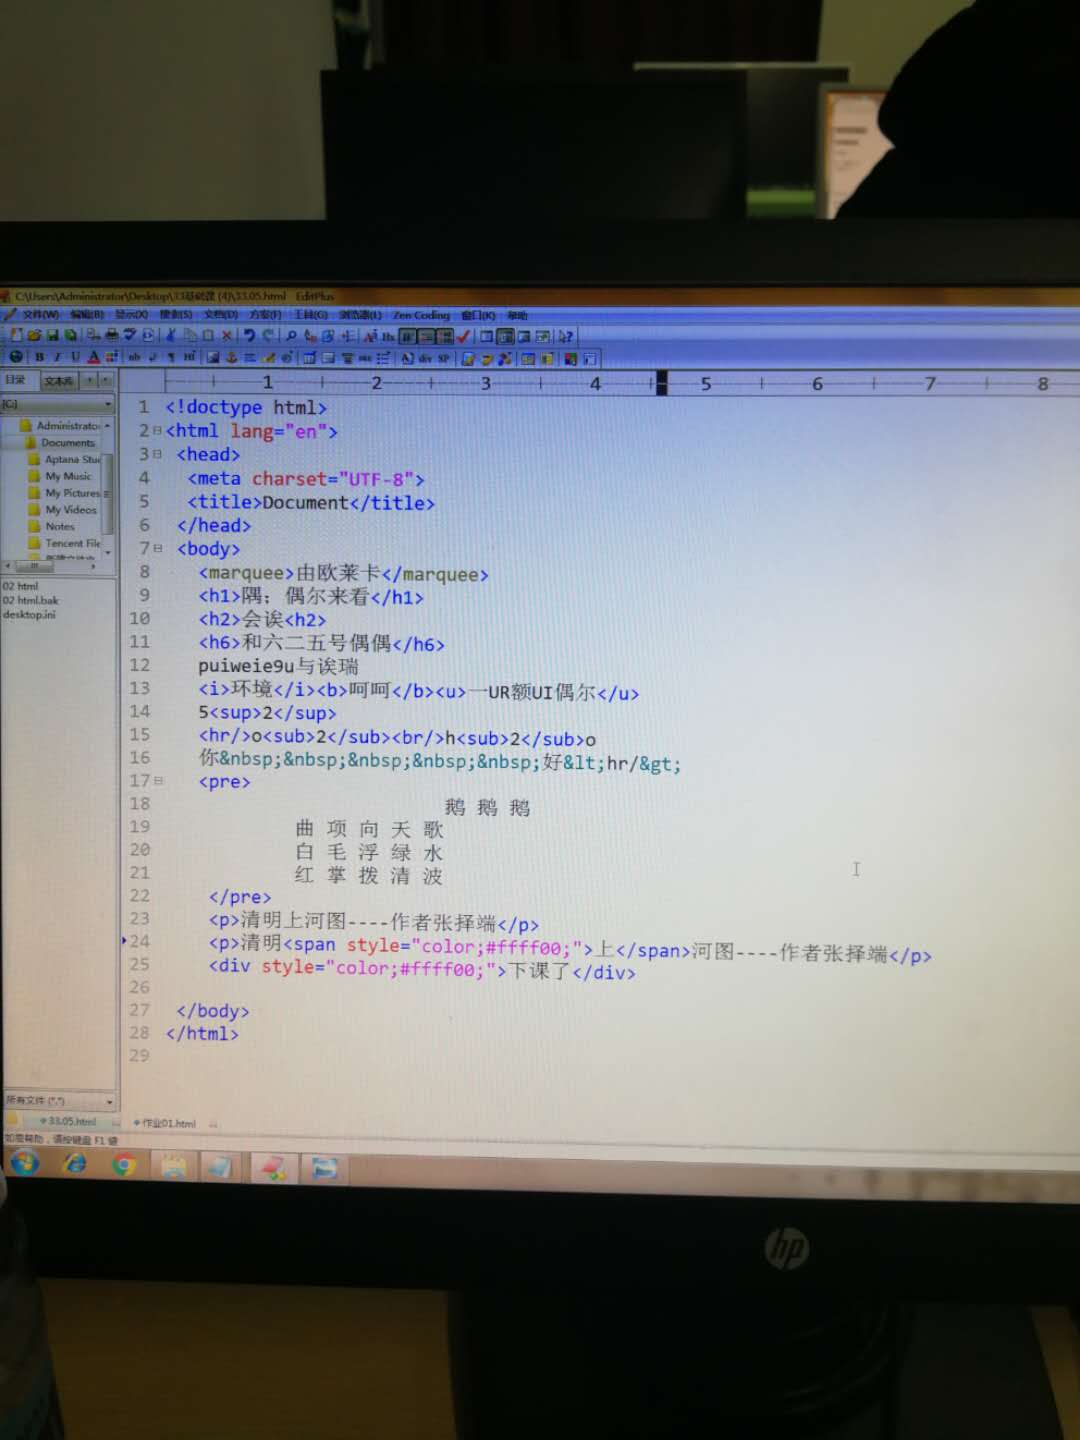 C:\Users\Administrator\Desktop\33基础课 (4)\33.05.html EditPlus
文件(W) 编辑(B) 显示(X) 搜索(S) 文档(D) 方案(F) 工具(G) 浏览器(L) Zen Coding 窗口(K) 帮助
目录 文本库
[C:]
Administrato
Documents
Aptana Stu
My Music
My Pictures
My Videos
Notes
Tencent File
02 html
02 html.bak
desktop.ini
1 2 3 4 5 6 7 8
1 <!doctype html>
2 <html lang="en">
3 <head>
4 <meta charset="UTF-8">
5 <title>Document</title>
6 </head>
7 <body>
8 <marquee>由欧莱卡</marquee>
9 <h1>隅；偶尔来看</h1>
10 <h2>会诶<h2>
11 <h6>和六二五号偶偶</h6>
12 puiweie9u与诶瑞
13 <i>环境</i><b>呵呵</b><u>一UR额UI偶尔</u>
14 5<sup>2</sup>
15 <hr/>o<sub>2</sub><br/>h<sub>2</sub>o
16 你&nbsp;&nbsp;&nbsp;&nbsp;&nbsp;好&lt;hr/&gt;
17 <pre>
18 鹅 鹅 鹅
19 曲 项 向 天 歌
20 白 毛 浮 绿 水
21 红 掌 拨 清 波
22 </pre>
23 <p>清明上河图----作者张择端</p>
24 <p>清明<span style="color;#ffff00;">上</span>河图----作者张择端</p>
25 <div style="color;#ffff00;">下课了</div>
26
27 </body>
28 </html>
29
所有文件 (*.*)
33.05.html 作业01.html
如需帮助，请按键盘 F1 键
hp